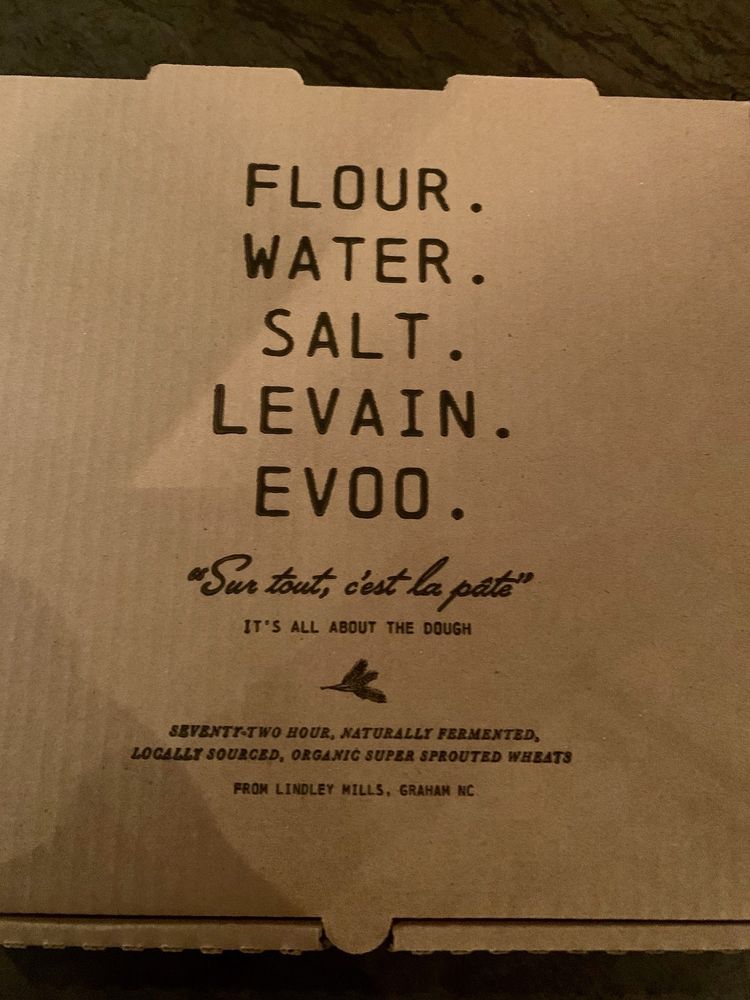 FLOUR.
WATER.
SALT.
LEVAIN.
EVOO.
“Sur tout, c'est la pâte”
IT'S ALL ABOUT THE DOUGH
SEVENTY-TWO HOUR, NATURALLY FERMENTED,
LOCALLY SOURCED, ORGANIC SUPER SPROUTED WHEATS
FROM LINDLEY MILLS, GRAHAM NC